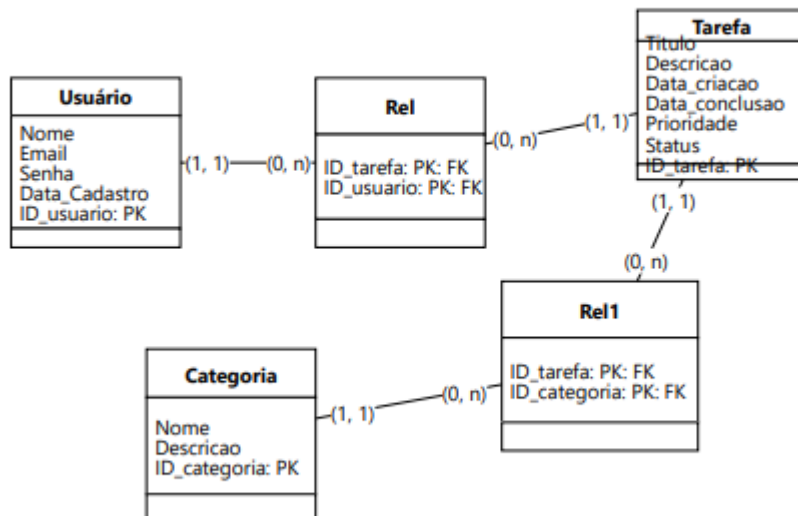 Usuário
Nome
Email
Senha
Data_Cadastro
ID_usuario: PK
(1, 1)
(0, n)
Rel
ID_tarefa: PK: FK
ID_usuario: PK: FK
(0, n)
(1, 1)
Tarefa
Titulo
Descricao
Data_criacao
Data_conclusao
Prioridade
Status
ID_tarefa: PK
(1, 1)
(0, n)
Rel1
ID_tarefa: PK: FK
ID_categoria: PK: FK
(0, n)
(1, 1)
Categoria
Nome
Descricao
ID_categoria: PK